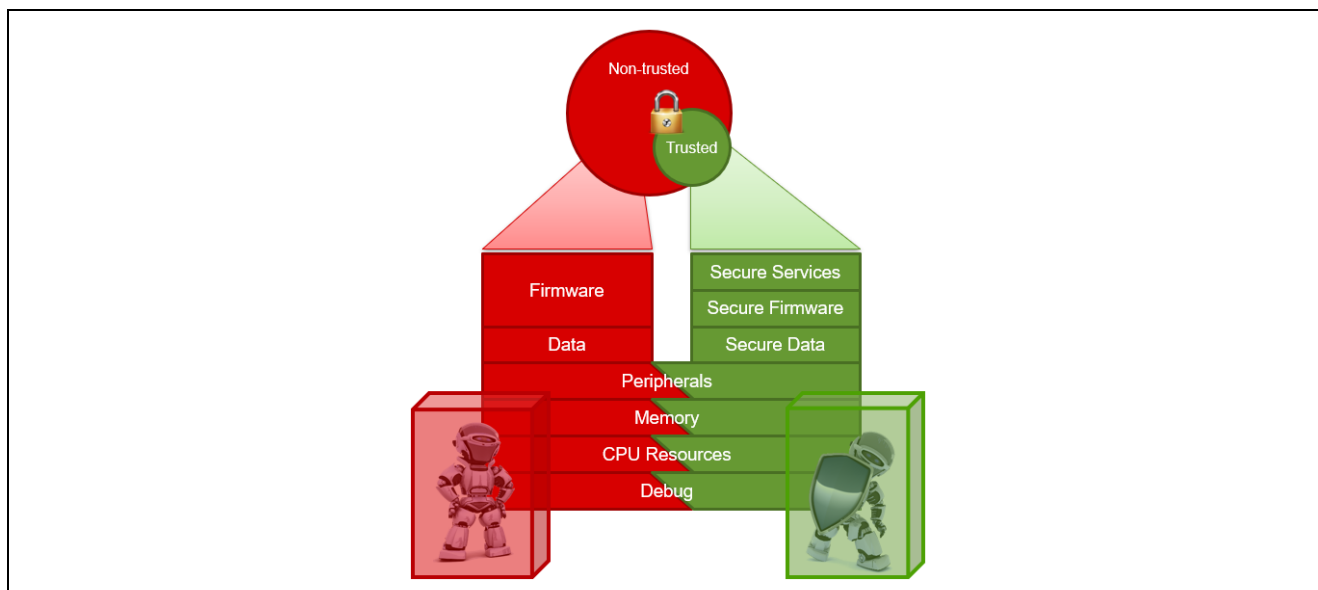 Non-trusted
Trusted
Firmware
Data
Secure Services
Secure Firmware
Secure Data
Peripherals
Memory
CPU Resources
Debug